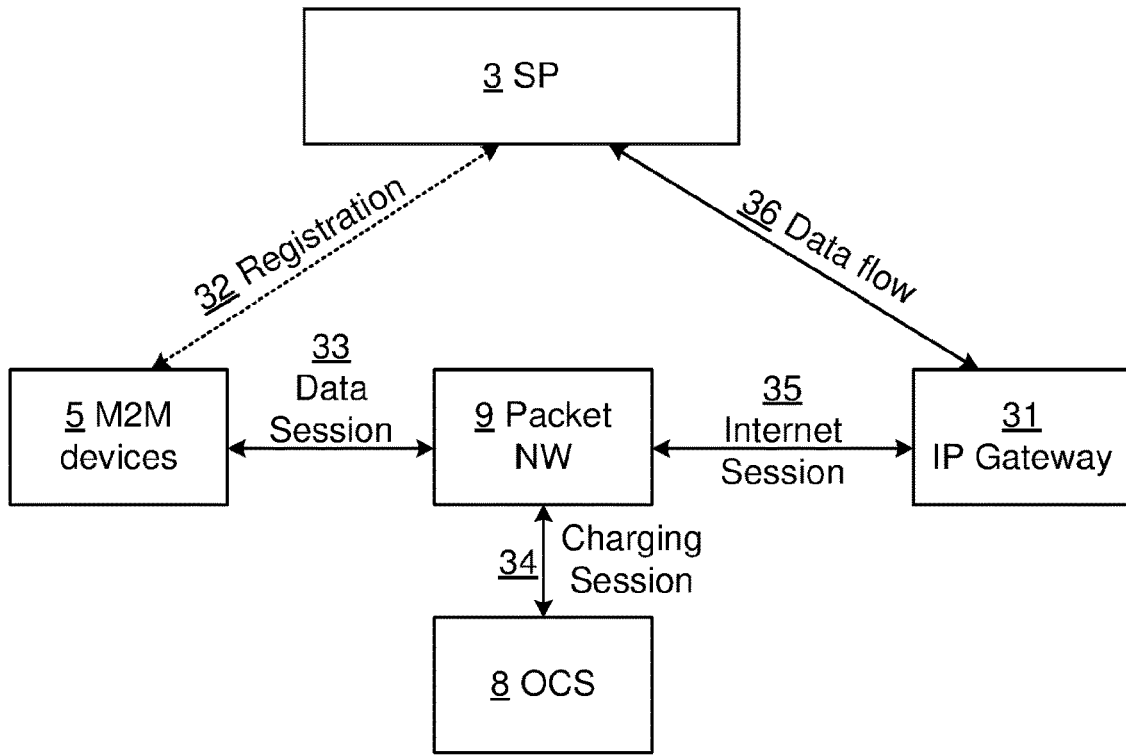 3 SP
32 Registration
36 Data flow
33
Data
Session
35
Internet
Session
5 M2M
devices
9 Packet
NW
31
IP Gateway
34
Charging
Session
8 OCS